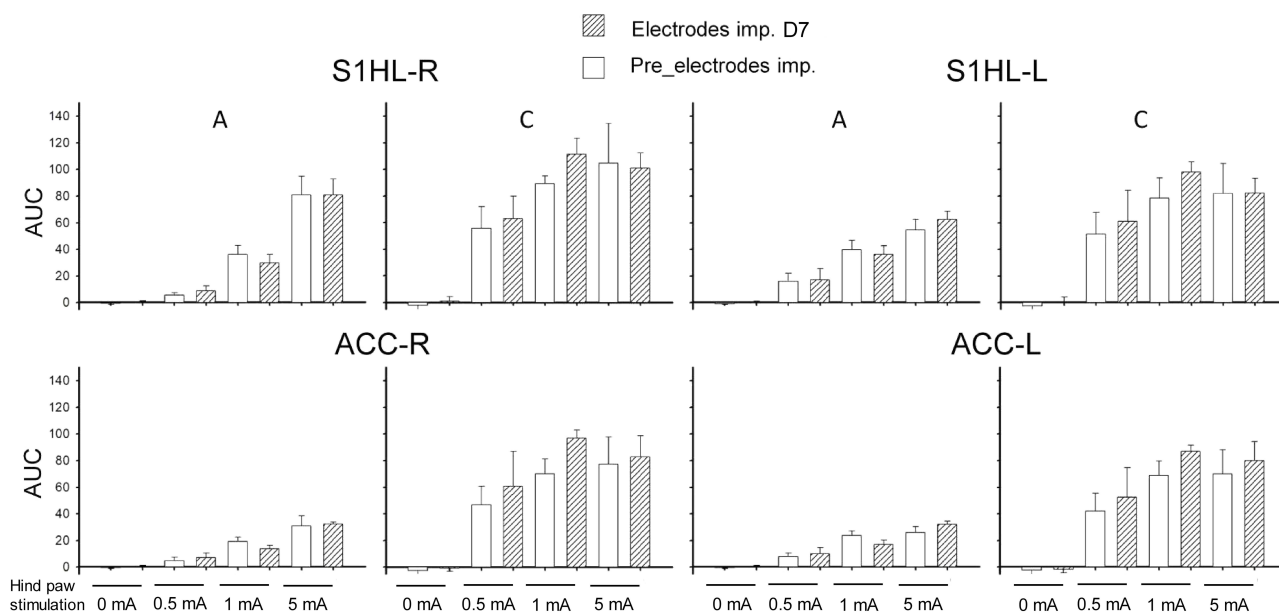 Electrodes imp. D7
Pre_electrodes imp.
S1HL-R
S1HL-L
A
C
A
C
AUC
140
120
100
80
60
40
20
0
ACC-R
ACC-L
AUC
140
120
100
80
60
40
20
0
Hind paw
stimulation 0 mA 0.5 mA 1 mA 5 mA 0 mA 0.5 mA 1 mA 5 mA 0 mA 0.5 mA 1 mA 5 mA 0 mA 0.5 mA 1 mA 5 mA